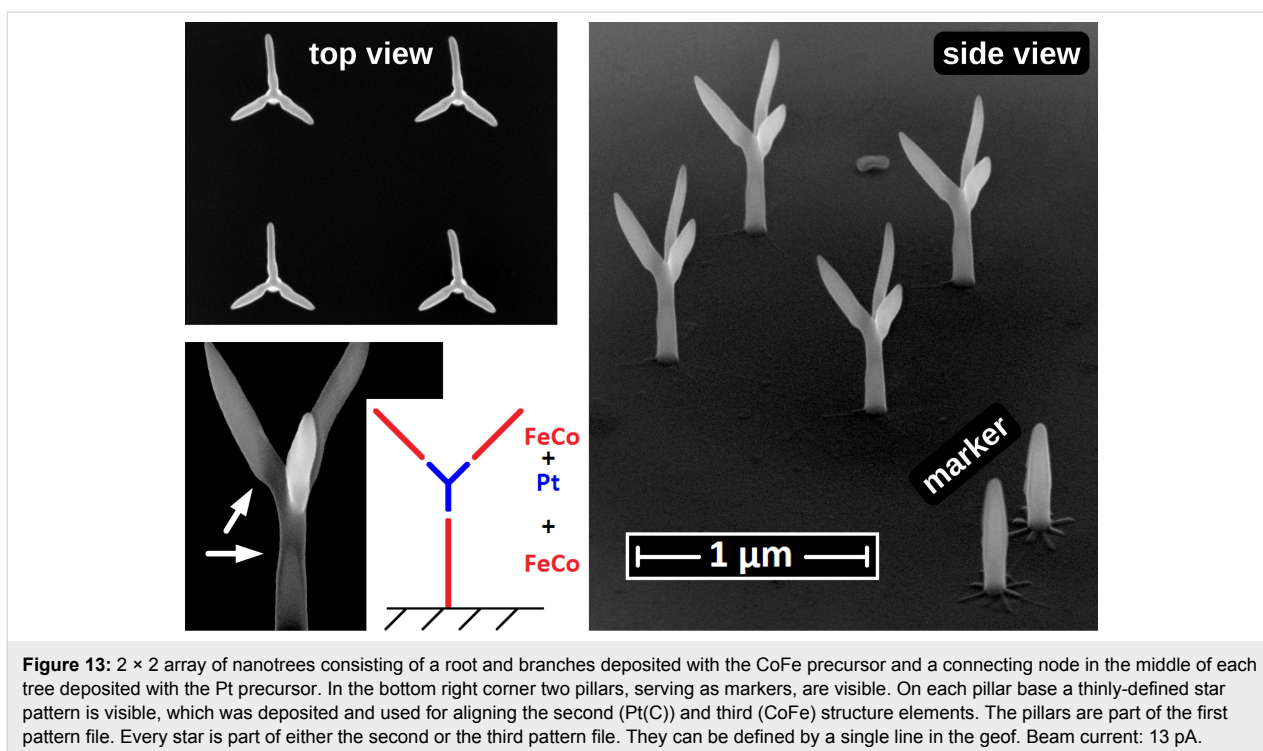 top view
side view
FeCo
+
Pt
+
FeCo
marker
1 µm
Figure 13: 2 × 2 array of nanotrees consisting of a root and branches deposited with the CoFe precursor and a connecting node in the middle of each
tree deposited with the Pt precursor. In the bottom right corner two pillars, serving as markers, are visible. On each pillar base a thinly-defined star
pattern is visible, which was deposited and used for aligning the second (Pt(C)) and third (CoFe) structure elements. The pillars are part of the first
pattern file. Every star is part of either the second or the third pattern file. They can be defined by a single line in the geof. Beam current: 13 pA.